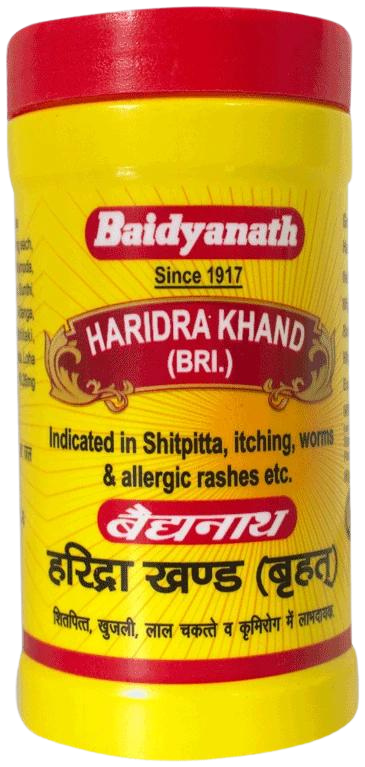 Baidyanath
Since 1917
HARIDRA KHAND
(BRI.)
Indicated in Shitpitta, itching, worms
& allergic rashes etc.
बैद्यनाथ
हरिद्रा खण्ड (बृहत्)
शितपित्त, खुजली, लाल चकत्ते व कृमिरोग में लाभदायक.